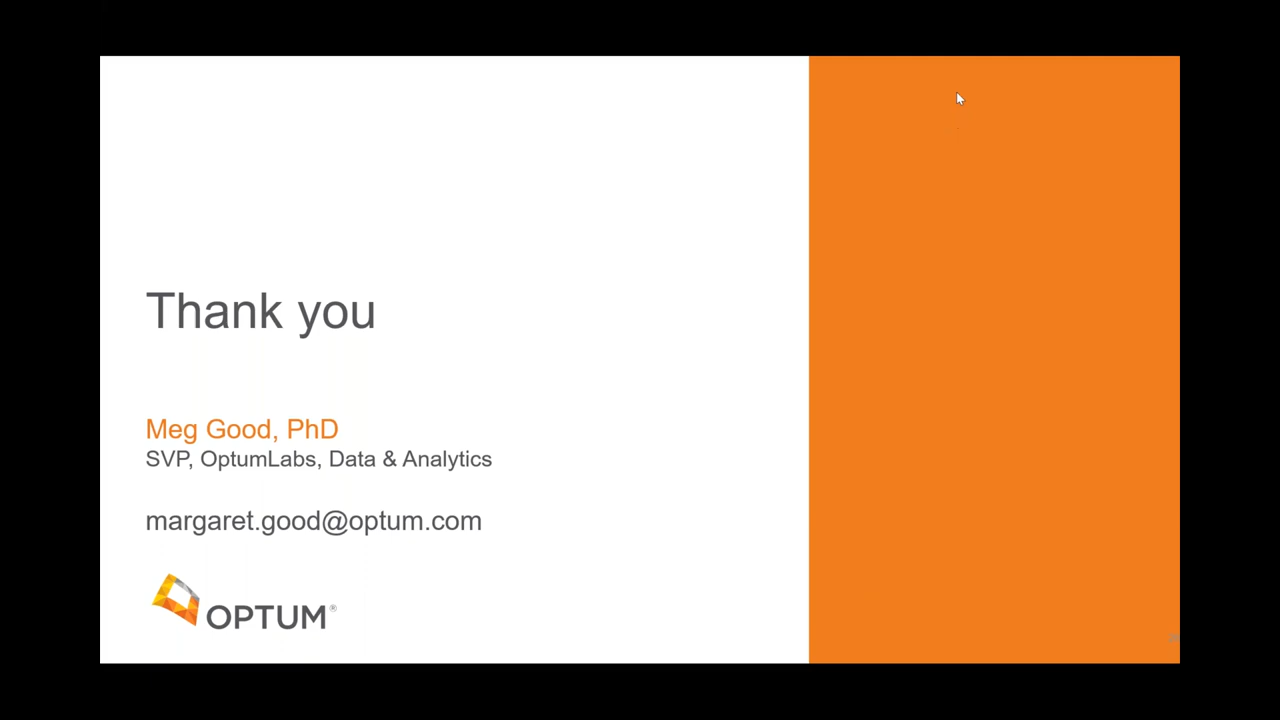 Thank you
Meg Good, PhD
SVP, OptumLabs, Data & Analytics
margaret.good@optum.com
OPTUM®